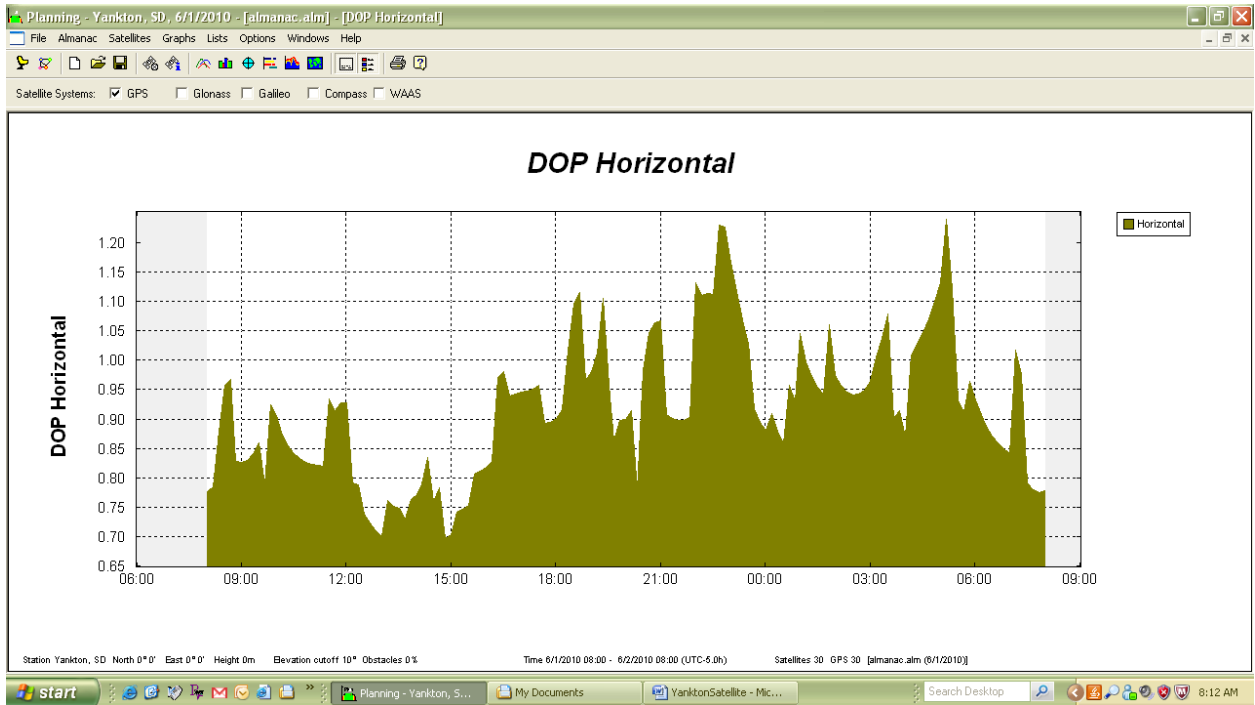 Planning - Yankton, SD, 6/1/2010 - [almanac.alm] - [DOP Horizontal]
File Almanac Satellites Graphs Lists Options Windows Help
Satellite Systems: GPS Glonass Galileo Compass WAAS
DOP Horizontal
Horizontal
DOP Horizontal
1.20
1.15
1.10
1.05
1.00
0.95
0.90
0.85
0.80
0.75
0.70
0.65
06:00 09:00 12:00 15:00 18:00 21:00 00:00 03:00 06:00 09:00
Station Yankton, SD North 0° 0' East 0° 0' Height 0m Elevation cutoff 10° Obstacles 0% Time 6/1/2010 08:00 - 6/2/2010 08:00 (UTC-5.0h) Satellites 30 GPS 30 [almanac.alm (6/1/2010)]
start Planning - Yankton, S... My Documents YanktonSatellite - Mic... Search Desktop 8:12 AM